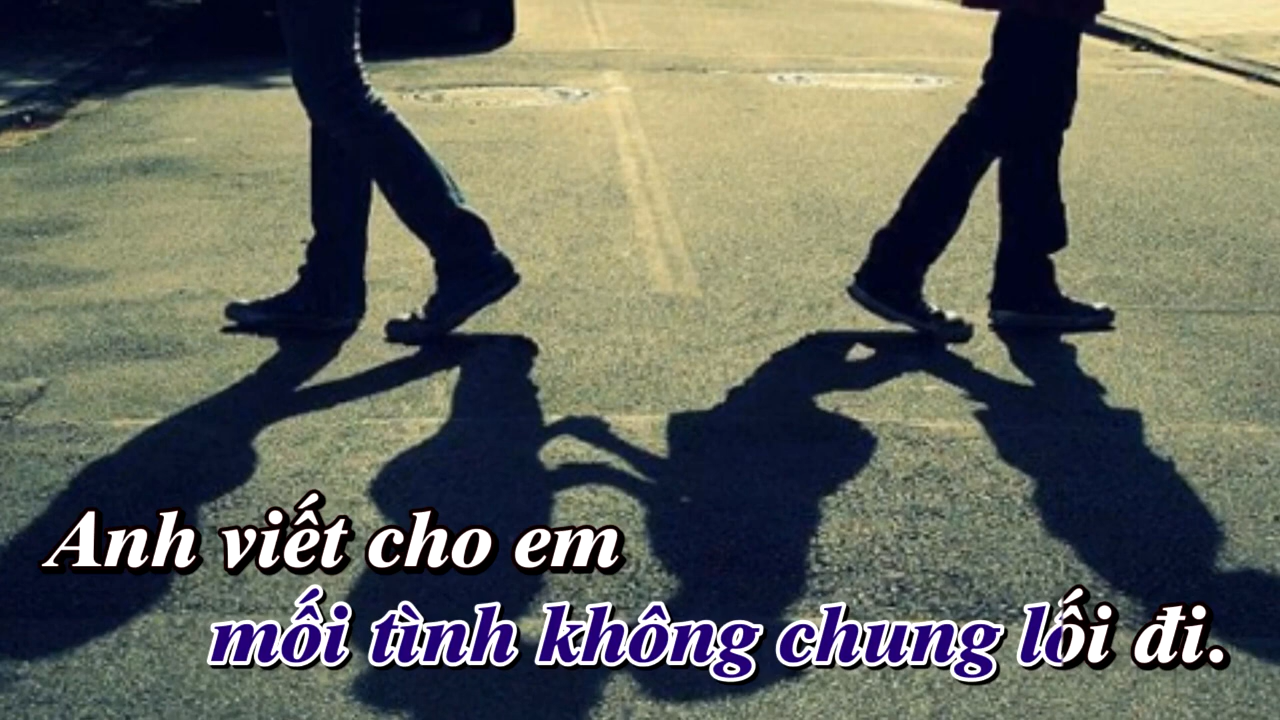 Anh viết cho em
mối tình không chung lối đi.